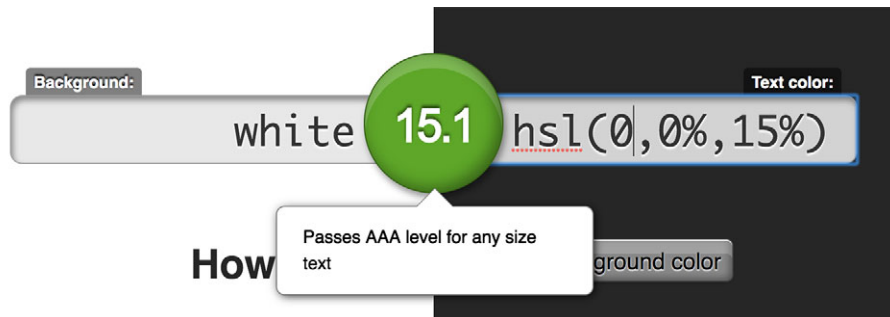 Background:
Text color:
white
15.1
hsl(0,0%,15%)
Passes AAA level for any size
text
How
ground color